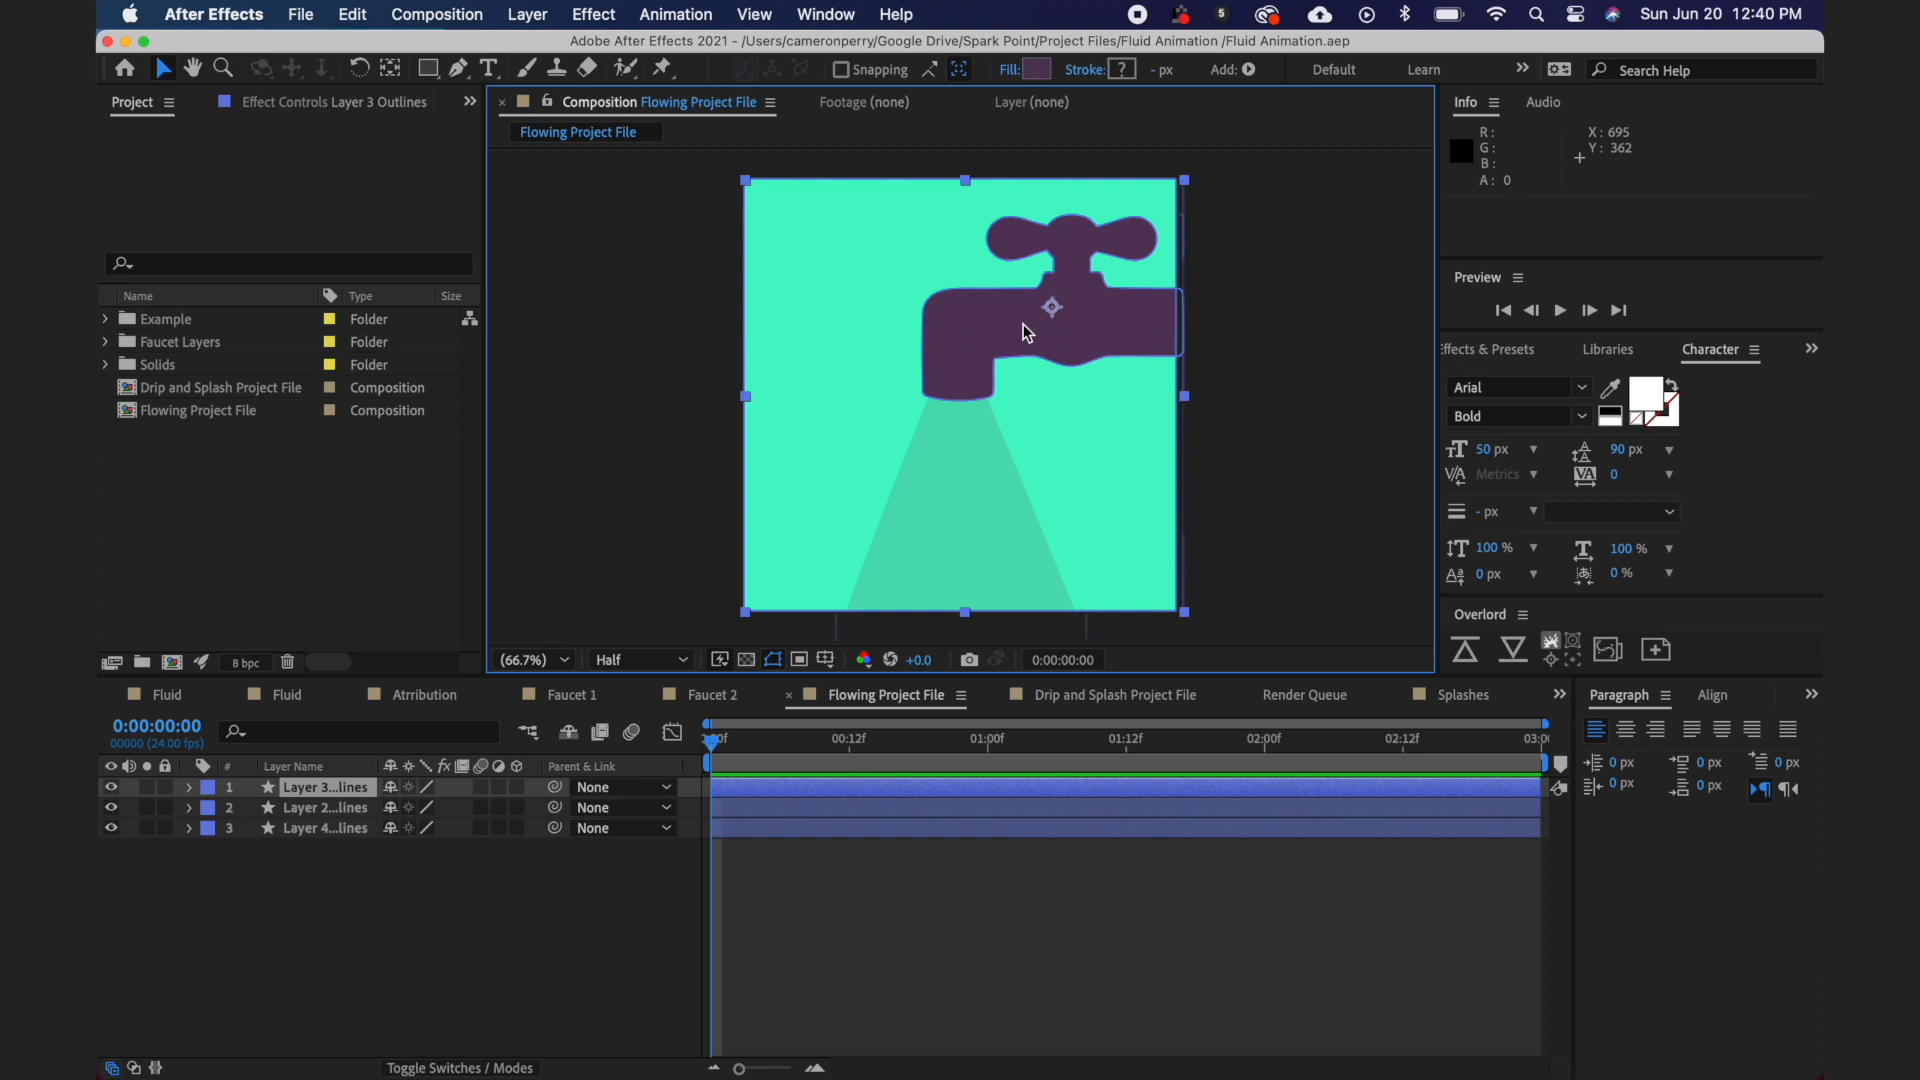 After Effects File Edit Composition Layer Effect Animation View Window Help 5 Sun Jun 20 12:40 PM
Adobe After Effects 2021 - /Users/cameronperry/Google Drive/Spark Point/Project Files/Fluid Animation /Fluid Animation.aep
Snapping Fill: Stroke: ? - px Add: Default Learn Search Help
Project Effect Controls Layer 3 Outlines
Composition Flowing Project File Footage (none) Layer (none)
Flowing Project File
Info Audio
R: X: 695
G: Y: 362
B:
A: 0
Preview
Name Type Size
Example Folder
Faucet Layers Folder
Solids Folder
Drip and Splash Project File Composition
Flowing Project File Composition
Effects & Presets Libraries Character
Arial
Bold
50 px 90 px
Metrics 0
- px
100 % 100 %
0 px 0 %
Overlord
8 bpc
(66.7%) Half +0.0 0:00:00:00
Fluid Fluid Attribution Faucet 1 Faucet 2 Flowing Project File Drip and Splash Project File Render Queue Splashes
Paragraph Align
0:00:00:00
00000 (24.00 fps)
00:12f 01:00f 01:12f 02:00f 02:12f
# Layer Name Parent & Link
1 Layer 3...lines None
2 Layer 2...lines None
3 Layer 4...lines None
0 px 0 px 0 px
0 px 0 px
Toggle Switches / Modes